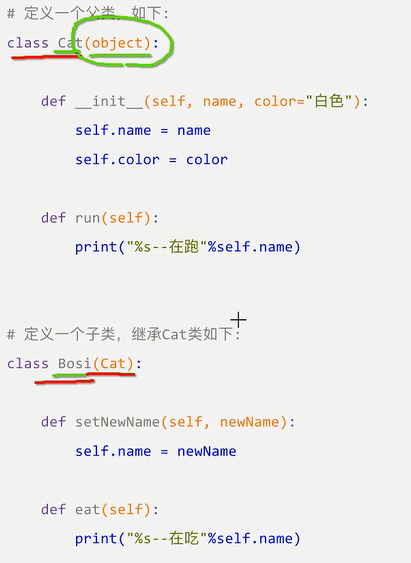 # 定义一个父类，如下:
class Cat(object):
def __init__(self, name, color="白色"):
self.name = name
self.color = color
def run(self):
print("%s--在跑"%self.name)
# 定义一个子类，继承Cat类如下:
class Bosi(Cat):
def setNewName(self, newName):
self.name = newName
def eat(self):
print("%s--在吃"%self.name)